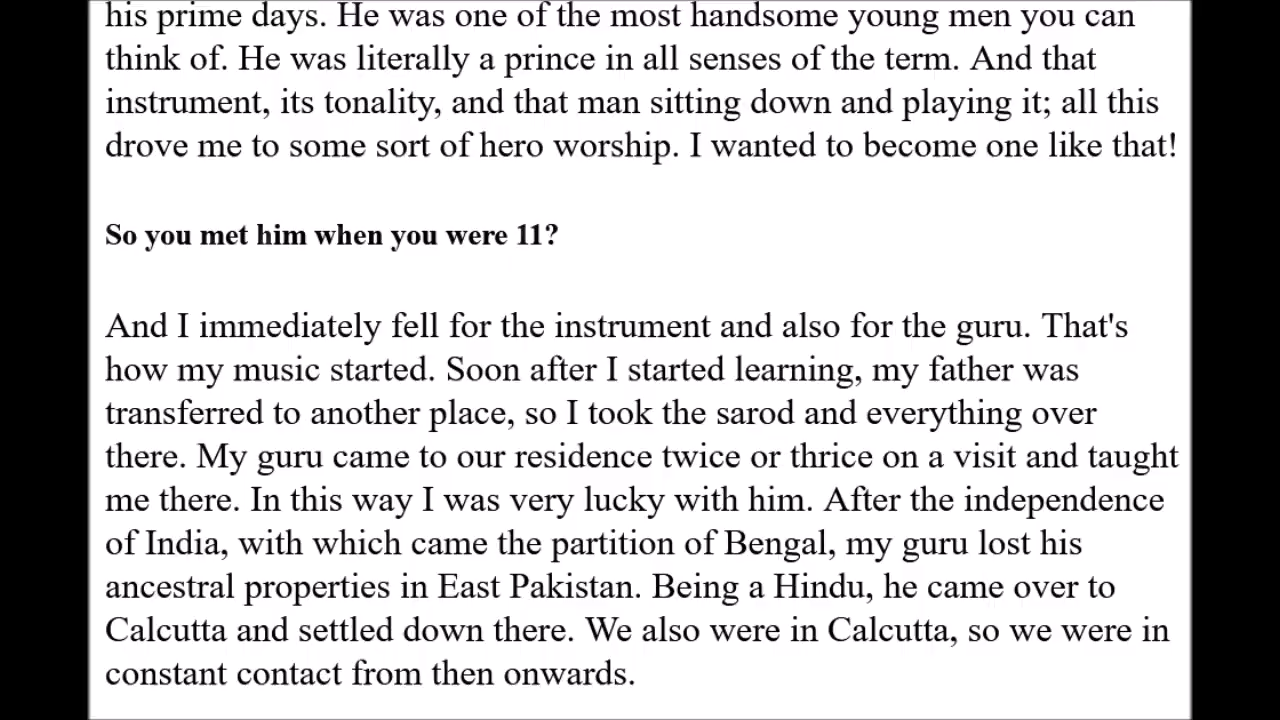 his prime days. He was one of the most handsome young men you can
think of. He was literally a prince in all senses of the term. And that
instrument, its tonality, and that man sitting down and playing it; all this
drove me to some sort of hero worship. I wanted to become one like that!
So you met him when you were 11?
And I immediately fell for the instrument and also for the guru. That's
how my music started. Soon after I started learning, my father was
transferred to another place, so I took the sarod and everything over
there. My guru came to our residence twice or thrice on a visit and taught
me there. In this way I was very lucky with him. After the independence
of India, with which came the partition of Bengal, my guru lost his
ancestral properties in East Pakistan. Being a Hindu, he came over to
Calcutta and settled down there. We also were in Calcutta, so we were in
constant contact from then onwards.